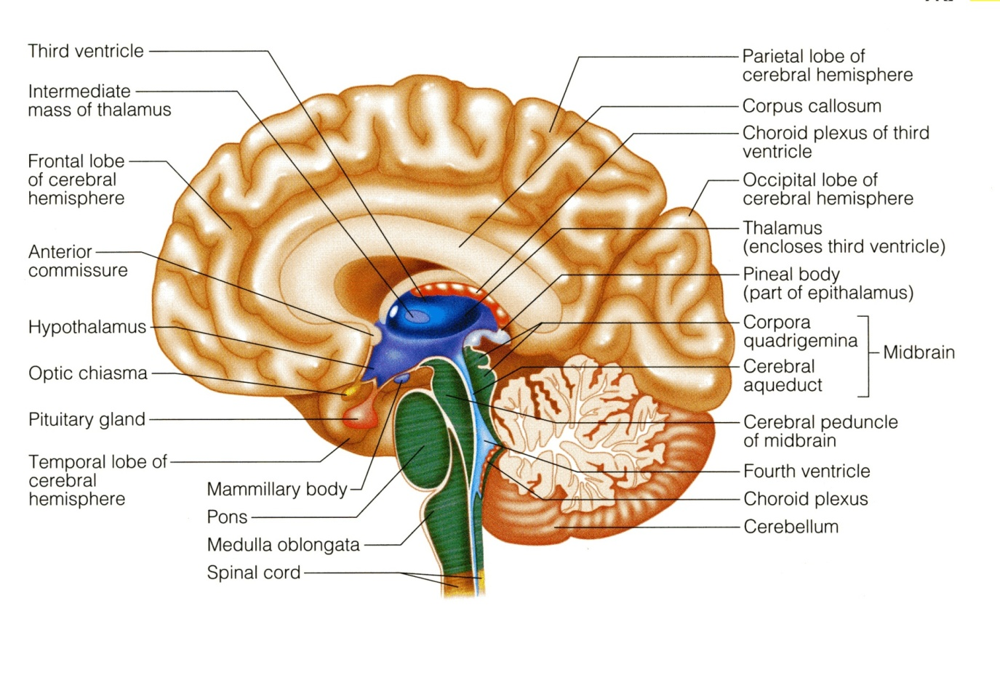 Third ventricle
Intermediate
mass of thalamus
Frontal lobe
of cerebral
hemisphere
Anterior
commissure
Hypothalamus
Optic chiasma
Pituitary gland
Temporal lobe of
cerebral
hemisphere
Mammillary body
Pons
Medulla oblongata
Spinal cord
Parietal lobe of
cerebral hemisphere
Corpus callosum
Choroid plexus of third
ventricle
Occipital lobe of
cerebral hemisphere
Thalamus
(encloses third ventricle)
Pineal body
(part of epithalamus)
Corpora
quadrigemina
Midbrain
Cerebral
aqueduct
Cerebral peduncle
of midbrain
Fourth ventricle
Choroid plexus
Cerebellum